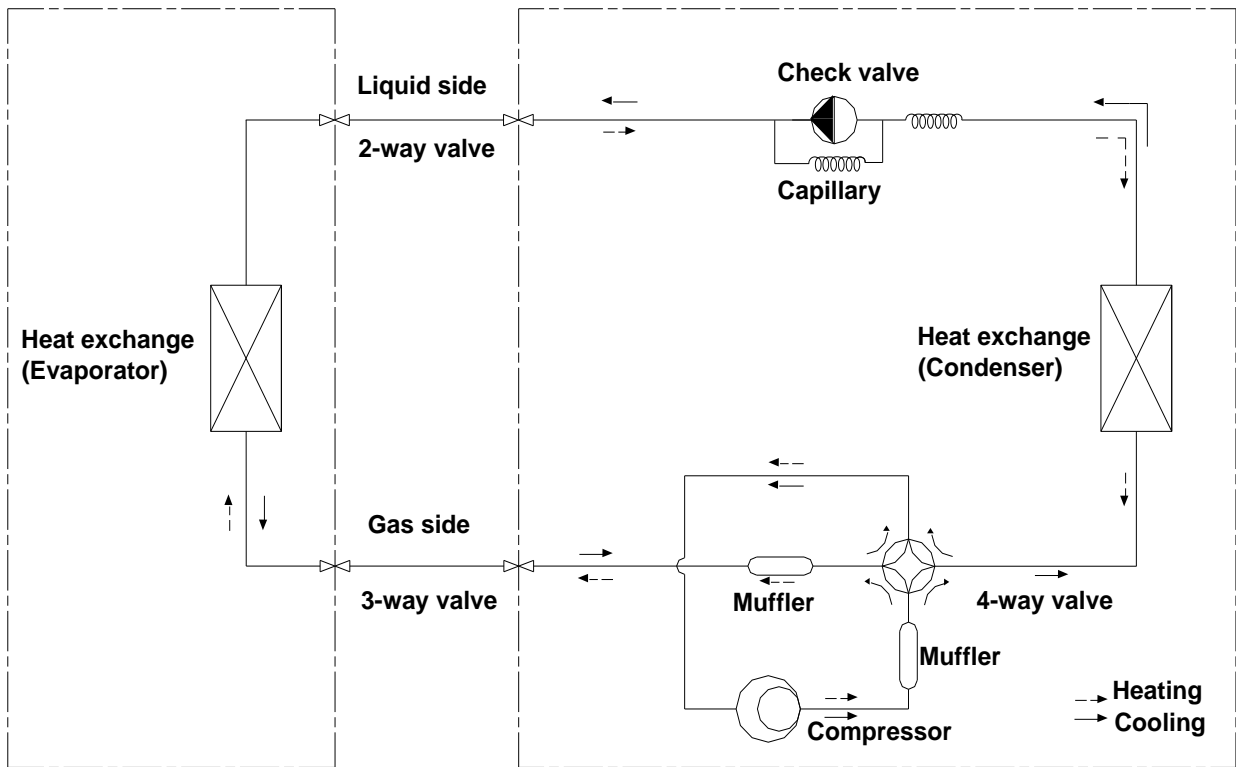 Liquid side
2-way valve
Check valve
Capillary
Heat exchange
(Evaporator)
Heat exchange
(Condenser)
Gas side
3-way valve
Muffler
4-way valve
Muffler
Compressor
Heating
Cooling